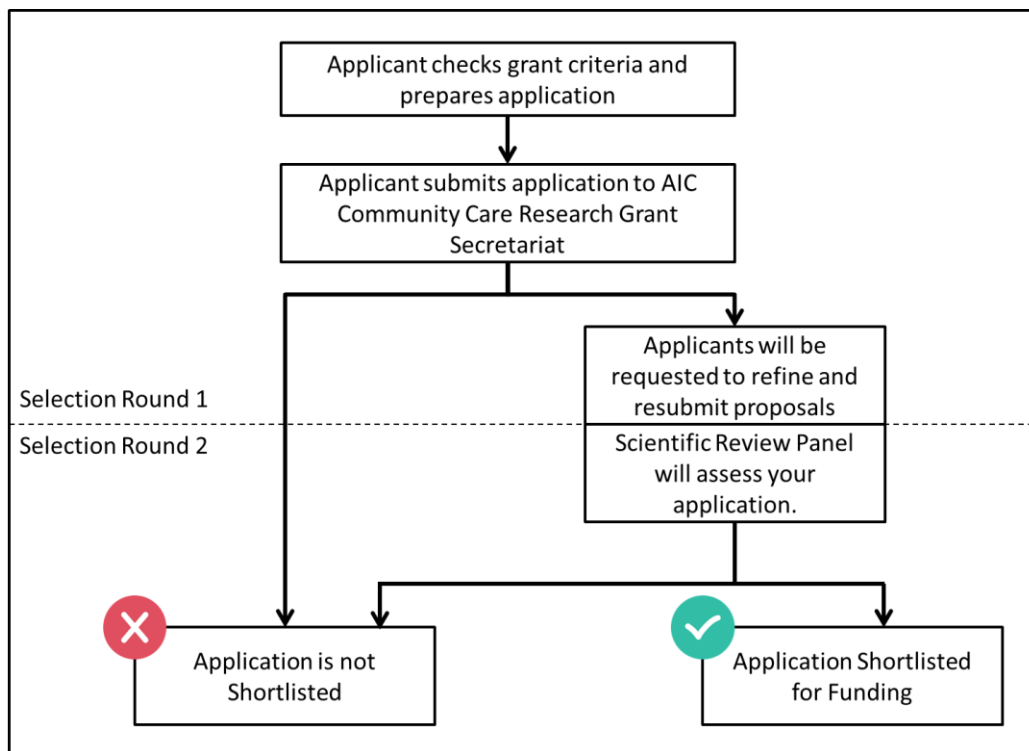 Applicant checks grant criteria and
prepares application
Applicant submits application to AIC
Community Care Research Grant
Secretariat
Applicants will be
requested to refine and
resubmit proposals
Selection Round 1
Selection Round 2
Scientific Review Panel
will assess your
application.
Application is not
Shortlisted
Application Shortlisted
for Funding